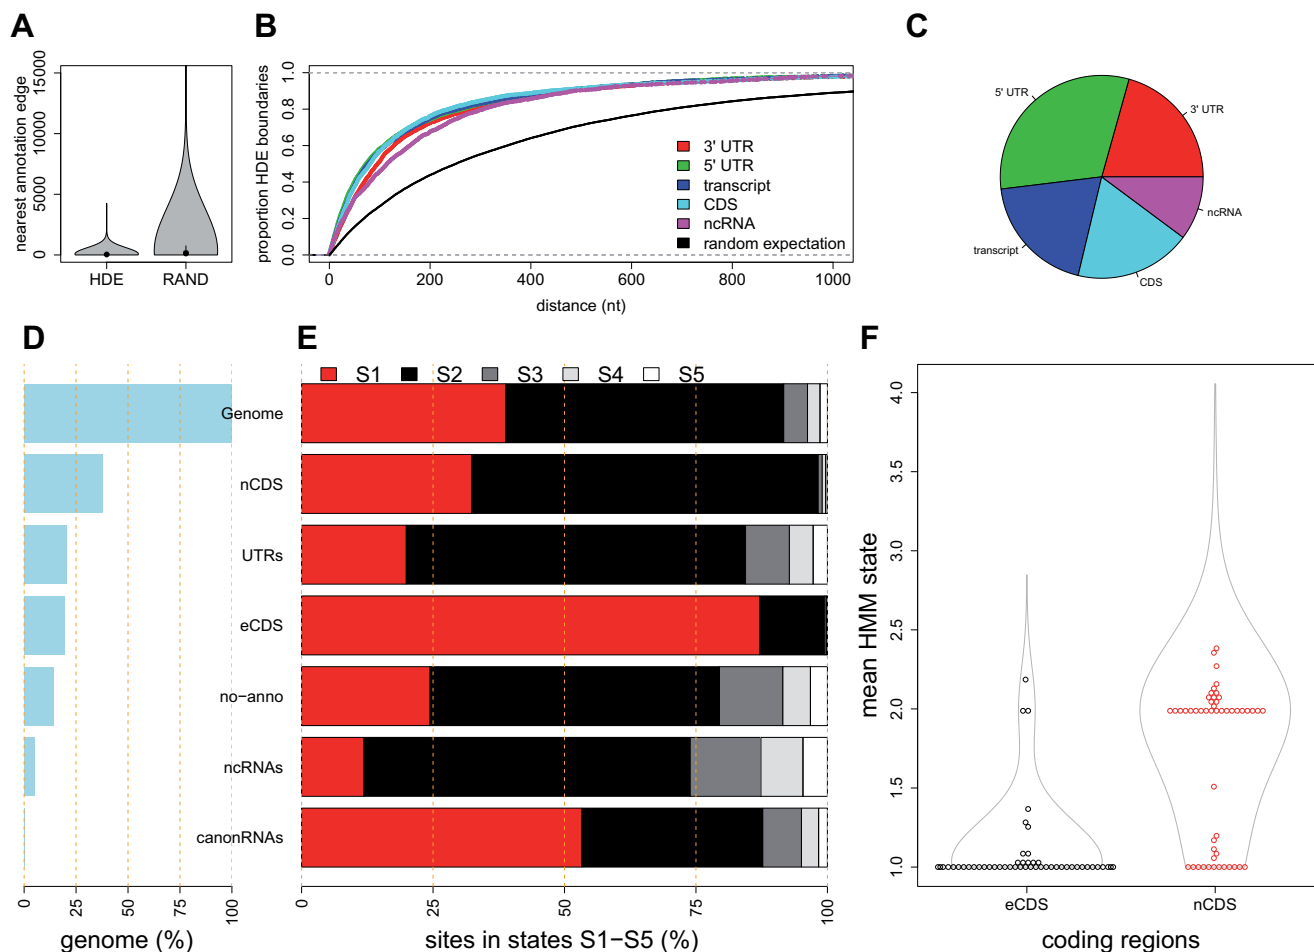 A
nearest annotation edge
15000
10000
5000
0
HDE
RAND
B
proportion HDE boundaries
1.0
0.8
0.6
0.4
0.2
0.0
3' UTR
5' UTR
transcript
CDS
ncRNA
random expectation
0
200
400
600
800
1000
distance (nt)
C
5' UTR
3' UTR
ncRNA
transcript
CDS
D
Genome
nCDS
UTRs
eCDS
no−anno
ncRNAs
canonRNAs
0
25
50
75
100
genome (%)
E
S1
S2
S3
S4
S5
0
25
50
75
100
sites in states S1−S5 (%)
F
mean HMM state
4.0
3.5
3.0
2.5
2.0
1.5
1.0
eCDS
nCDS
coding regions